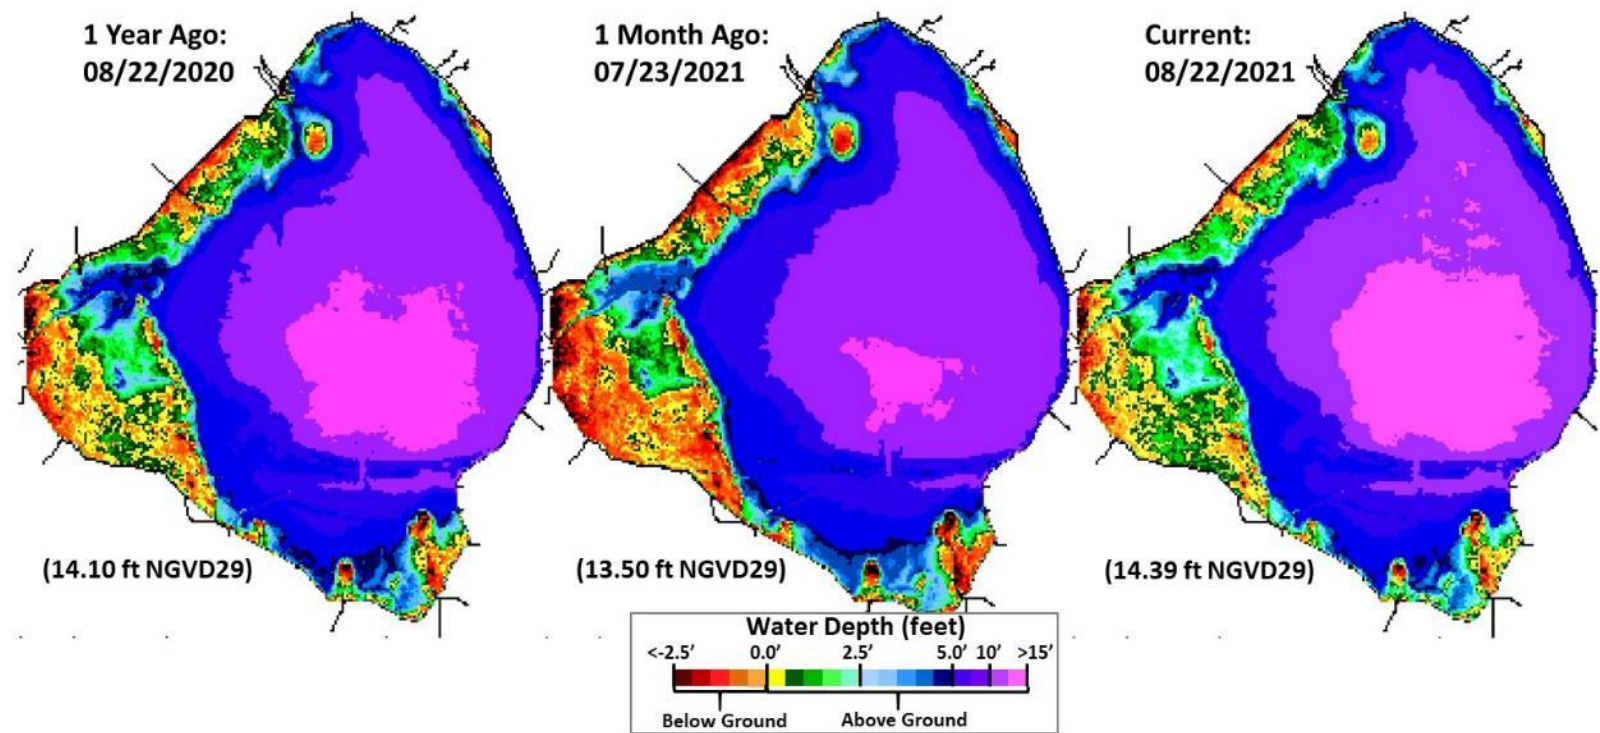 1 Year Ago:
08/22/2020
1 Month Ago:
07/23/2021
Current:
08/22/2021
(14.10 ft NGVD29)
(13.50 ft NGVD29)
(14.39 ft NGVD29)
Water Depth (feet)
<-2.5’ 0.0’ 2.5’ 5.0’ 10’ >15’
Below Ground Above Ground